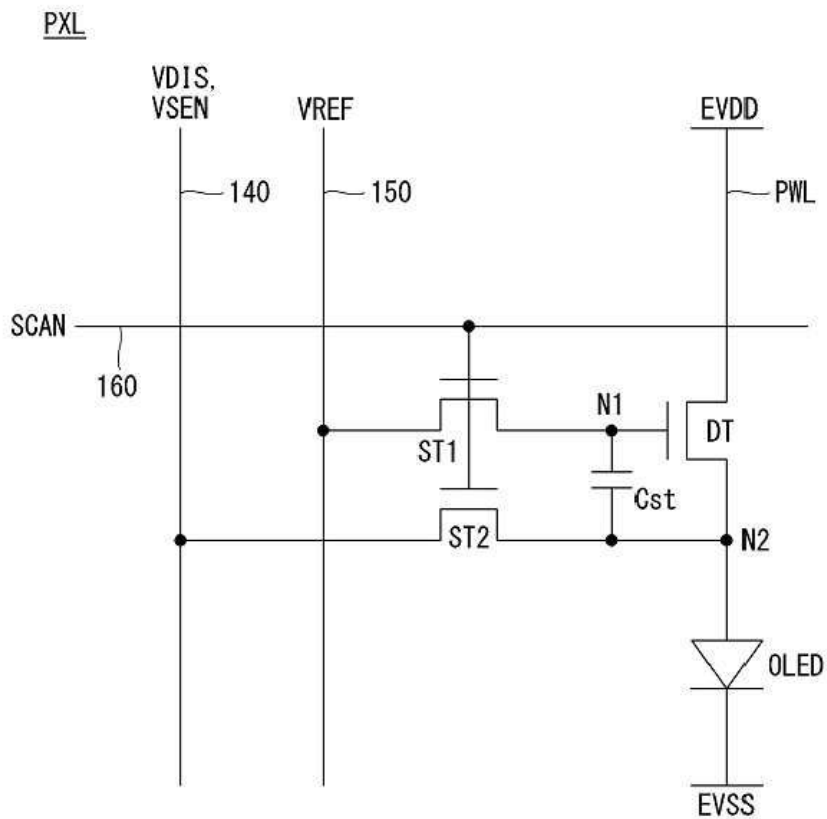 PXL
VDIS,
VSEN
VREF
EVDD
140
150
PWL
SCAN
160
N1
DT
ST1
Cst
ST2
N2
OLED
EVSS